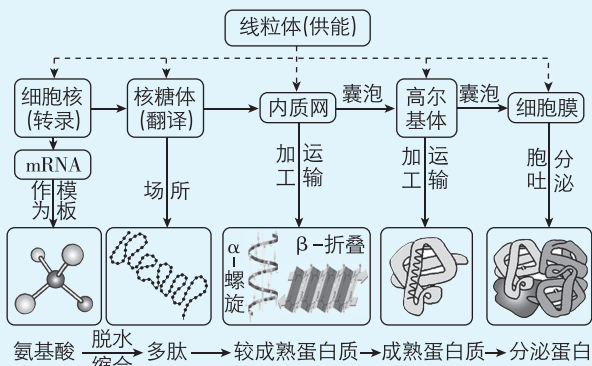 线粒体(供能)
细胞核
(转录)
核糖体
(翻译)
内质网
囊泡
高尔
基体
囊泡
细胞膜
mRNA
作为
模板
场所
加工
运输
加工
运输
胞吐
分泌
α-螺旋
β-折叠
氨基酸
脱水
缩合
多肽
较成熟蛋白质
成熟蛋白质
分泌蛋白